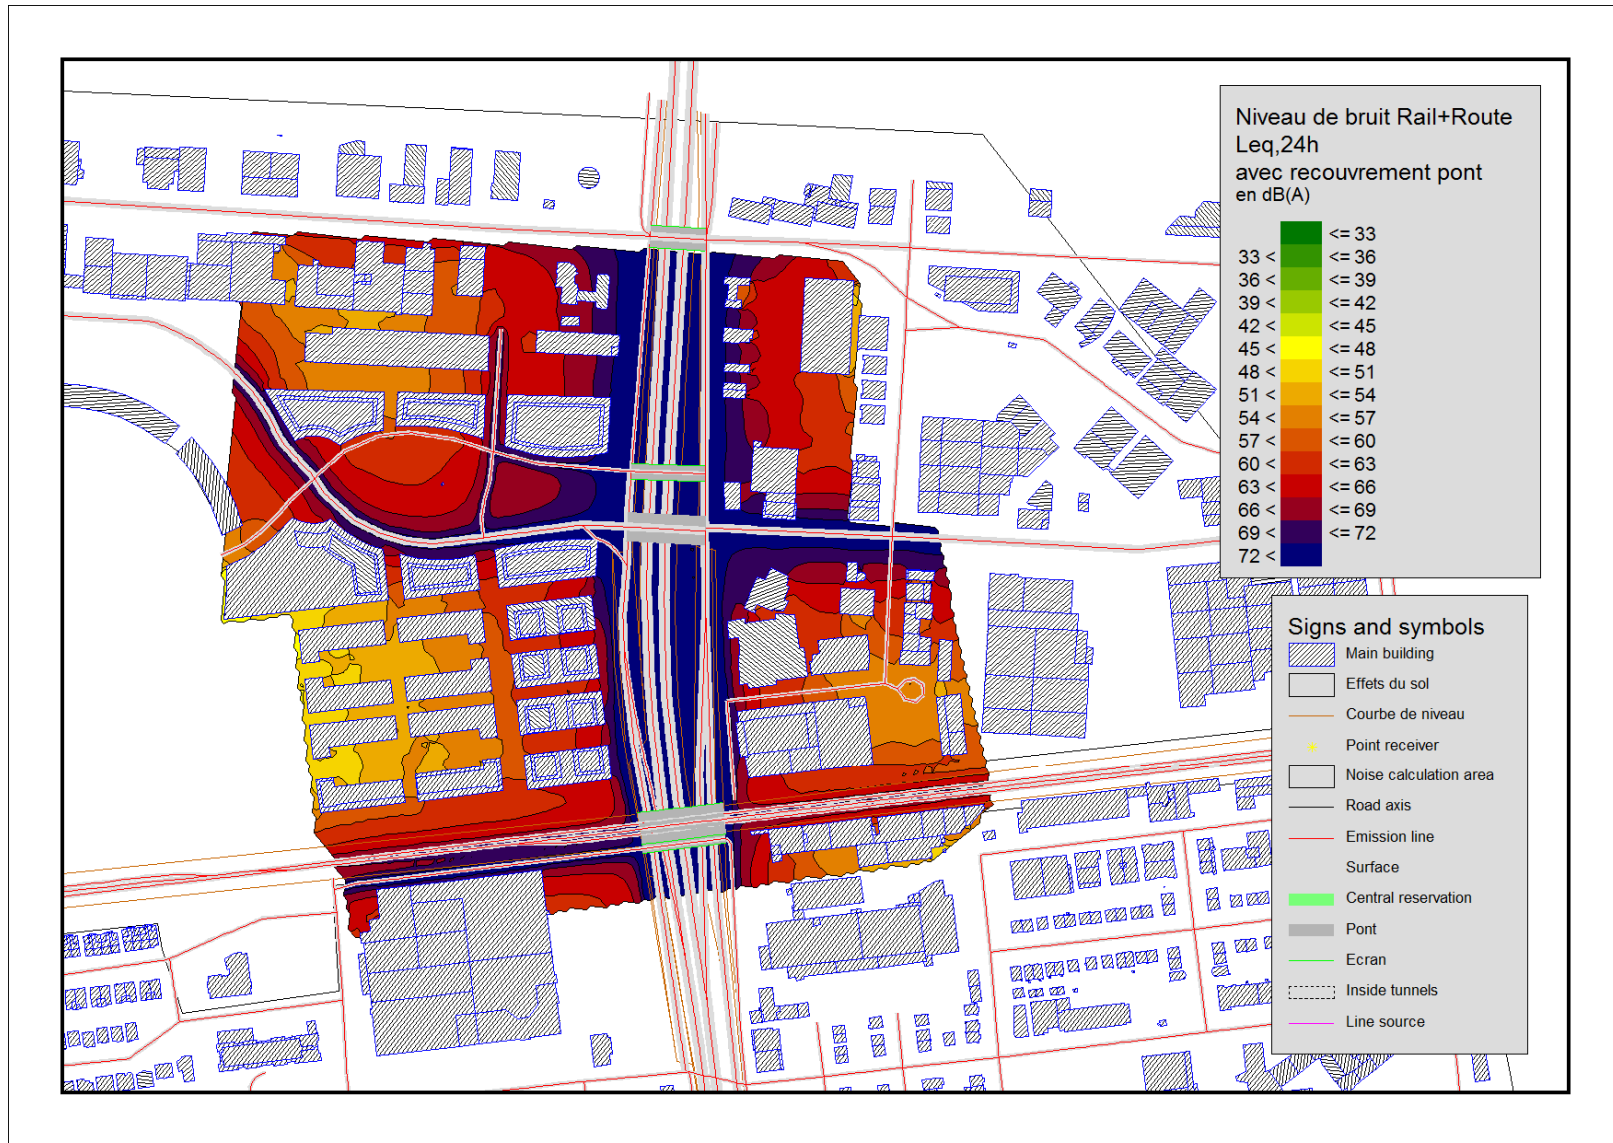 Niveau de bruit Rail+Route
Leq,24h
avec recouvrement pont
en dB(A)
<= 33
33 < <= 36
36 < <= 39
39 < <= 42
42 < <= 45
45 < <= 48
48 < <= 51
51 < <= 54
54 < <= 57
57 < <= 60
60 < <= 63
63 < <= 66
66 < <= 69
69 < <= 72
72 <
Signs and symbols
Main building
Effets du sol
Courbe de niveau
Point receiver
Noise calculation area
Road axis
Emission line
Surface
Central reservation
Pont
Ecran
Inside tunnels
Line source